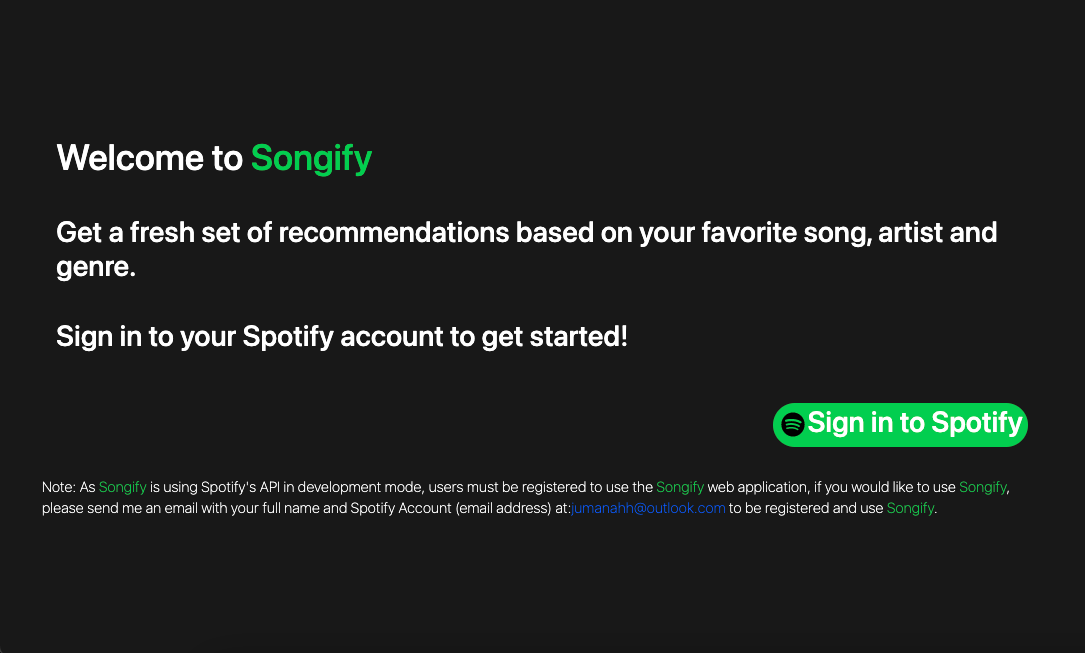 Welcome to Songify
Get a fresh set of recommendations based on your favorite song, artist and
genre.
Sign in to your Spotify account to get started!
Sign in to Spotify
Note: As Songify is using Spotify's API in development mode, users must be registered to use the Songify web application, if you would like to use Songify,
please send me an email with your full name and Spotify Account (email address) at:jumanahh@outlook.com to be registered and use Songify.